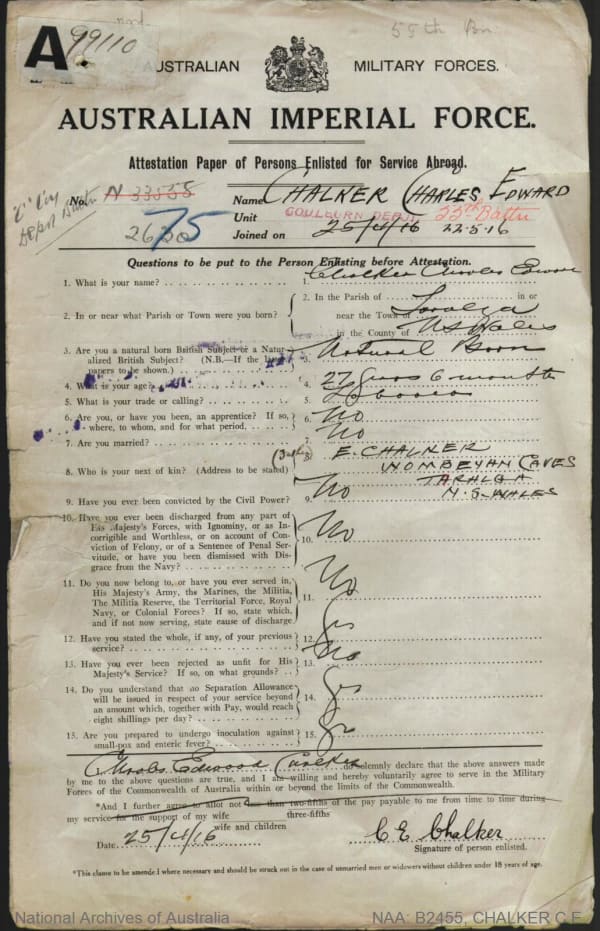 A 99110
55th Bn
AUSTRALIAN MILITARY FORCES.
AUSTRALIAN IMPERIAL FORCE.
Attestation Paper of Persons Enlisted for Service Abroad.
"C" Coy
Depot Battn
No. N 33558
2620 75
Name CHALKER CHARLES EDWARD
Unit GOULBURN DEPOT 55th Battn
Joined on 25/4/16 22.5.16
Questions to be put to the Person Enlisting before Attestation.
1. What is your name? 1. Chalker Charles Edward
2. In or near what Parish or Town were you born? 2. In the Parish of in or
near the Town of Taralga
in the County of N S Wales
3. Are you a natural born British Subject or a Natur-
alized British Subject? (N.B.—If the latter,
papers to be shown.) 3. Natural Born
4. What is your age? 4. 27 years 6 months
5. What is your trade or calling? 5. Laborer
6. Are you, or have you been, an apprentice? If so,
where, to whom, and for what period. 6. No
7. Are you married? 7. No
8. Who is your next of kin? (Address to be stated) 8. E. CHALKER
WOMBEYAN CAVES
TARALGA
N. S. WALES
9. Have you ever been convicted by the Civil Power? 9. No
10. Have you ever been discharged from any part of
His Majesty's Forces, with Ignominy, or as In-
corrigible and Worthless, or on account of Con-
viction of Felony, or of a Sentence of Penal Ser-
vitude, or have you been dismissed with Dis-
grace from the Navy? 10. No
11. Do you now belong to, or have you ever served in,
His Majesty's Army, the Marines, the Militia,
The Militia Reserve, the Territorial Force, Royal
Navy, or Colonial Forces? If so, state which,
and if not now serving, state cause of discharge 11. No
12. Have you stated the whole, if any, of your previous
service? 12. Yes
13. Have you ever been rejected as unfit for His
Majesty's Service? If so, on what grounds? 13. No
14. Do you understand that no Separation Allowance
will be issued in respect of your service beyond
an amount which, together with Pay, would reach
eight shillings per day? 14. Yes
15. Are you prepared to undergo inoculation against
small-pox and enteric fever? 15. Yes
I, Charles Edward Chalker do solemnly declare that the above answers made
by me to the above questions are true, and I am willing and hereby voluntarily agree to serve in the Military
Forces of the Commonwealth of Australia within or beyond the limits of the Commonwealth.
*And I further agree to allot not less than two-fifths of the pay payable to me from time to time during
three-fifths
my service for the support of my wife
wife and children
Date 25/4/16 C E Chalker
Signature of person enlisted.
*This clause to be amended where necessary and should be struck out in the case of unmarried men or widowers without children under 18 years of age.
National Archives of Australia NAA: B2455, CHALKER C E